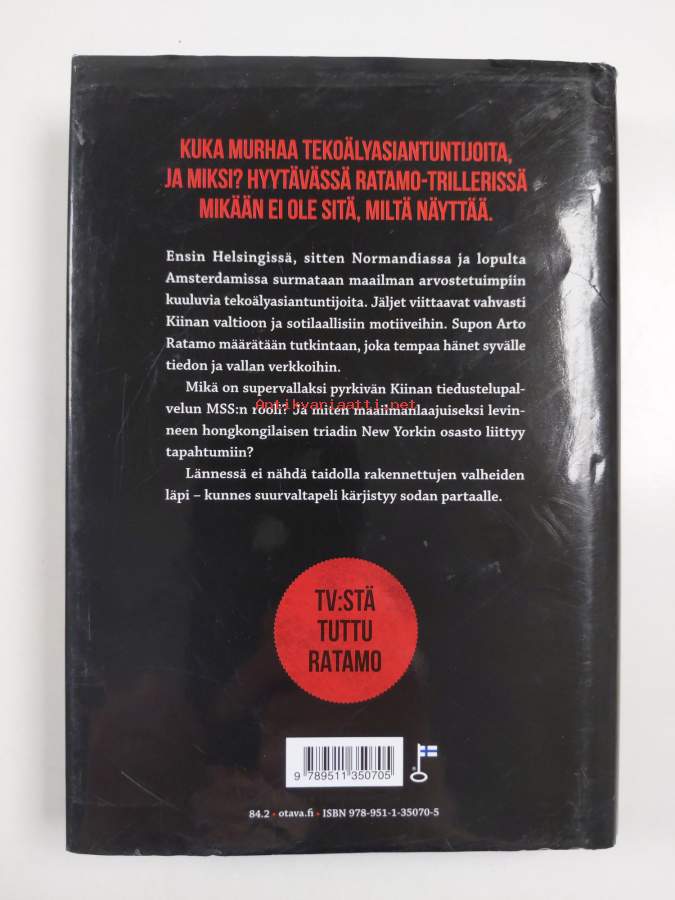 KUKA MURHAA TEKOÄLYASIANTUNTIJOITA,
JA MIKSI? HYYTÄVÄSSÄ RATAMO-TRILLERISSÄ
MIKÄÄN EI OLE SITÄ, MILTÄ NÄYTTÄÄ.
Ensin Helsingissä, sitten Normandiassa ja lopulta
Amsterdamissa surmataan maailman arvostetuimpiin
kuuluvia tekoälyasiantuntijoita. Jäljet viittaavat vahvasti
Kiinan valtioon ja sotilaallisiin motiiveihin. Supon Arto
Ratamo määrätään tutkintaan, joka tempaa hänet syvälle
tiedon ja vallan verkkoihin.
Mikä on supervallaksi pyrkivän Kiinan tiedustelupal-
velun MSS:n rooli? Ja miten maailmanlaajuiseksi levin-
Antikvariaatti.net
neen hongkongilaisen triadin New Yorkin osasto liittyy
tapahtumiin?
Lännessä ei nähdä taidolla rakennettujen valheiden
läpi – kunnes suurvaltapeli kärjistyy sodan partaalle.
TV:STÄ
TUTTU
RATAMO
9 789511 350705
84.2 • otava.fi • ISBN 978-951-1-35070-5